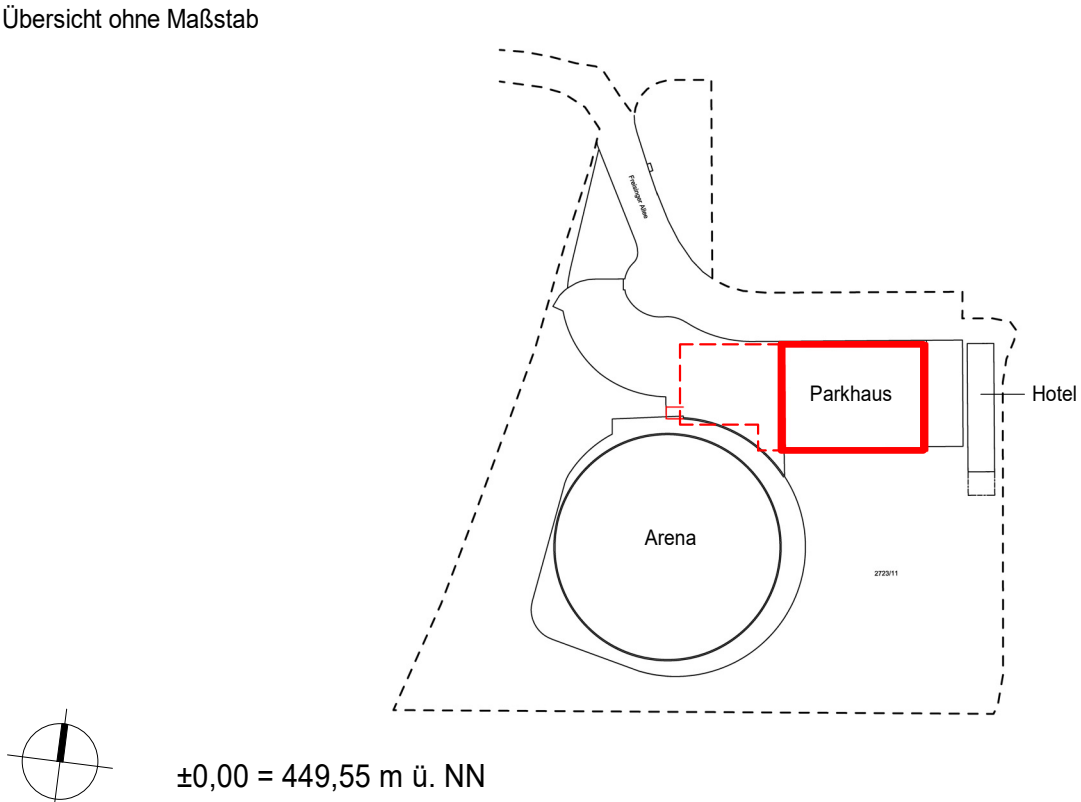 Übersicht ohne Maßstab
Freisinger Allee
Parkhaus
Hotel
Arena
2723/11
±0,00 = 449,55 m ü. NN